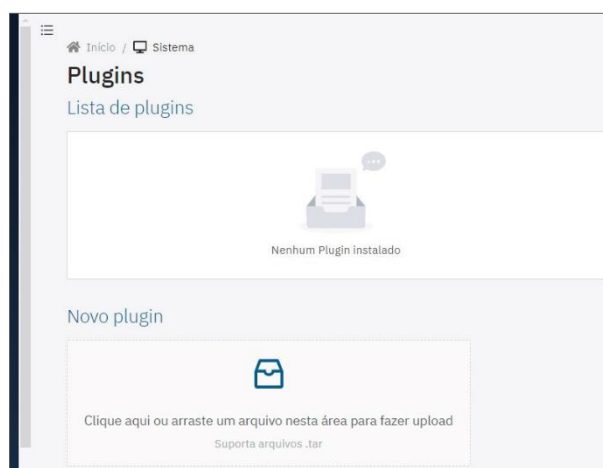 Início / Sistema
Plugins
Lista de plugins
Nenhum Plugin instalado
Novo plugin
Clique aqui ou arraste um arquivo nesta área para fazer upload
Suporta arquivos .tar